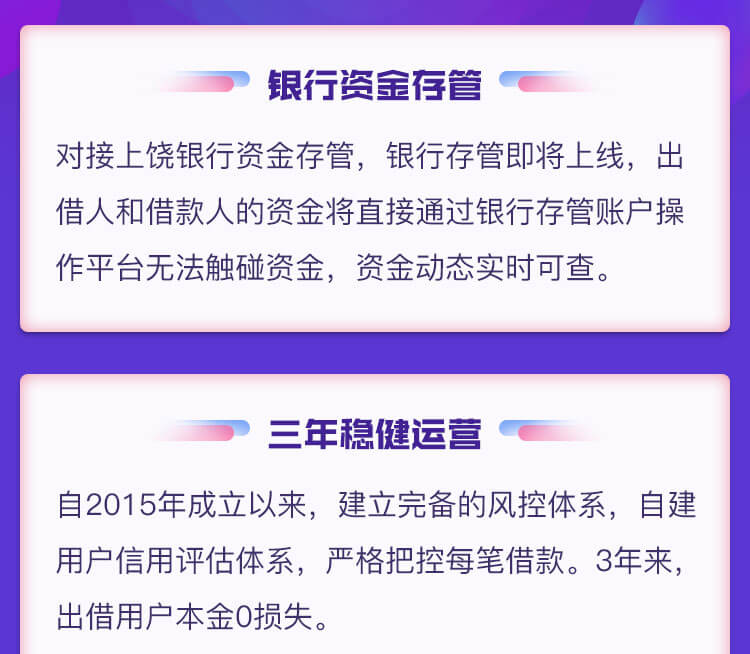 银行资金存管
对接上饶银行资金存管，银行存管即将上线，出
借人和借款人的资金将直接通过银行存管账户操
作平台无法触碰资金，资金动态实时可查。
三年稳健运营
自2015年成立以来，建立完备的风控体系，自建
用户信用评估体系，严格把控每笔借款。3年来，
出借用户本金0损失。